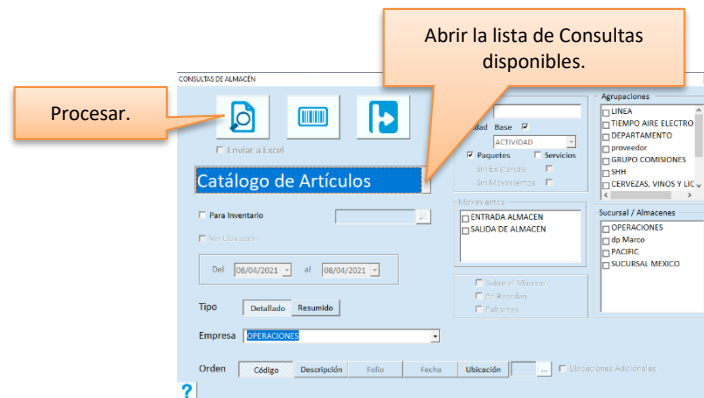 Abrir la lista de Consultas
disponibles.
Procesar.
CONSULTAS DE ALMACÉN
Enviar a Excel
Catálogo de Artículos
Para Inventario
...
Ver Ubicación
Del 08/04/2021 al 08/04/2021
Tipo Detallado Resumido
Empresa OPERACIONES
Orden Código Descripción Folio Fecha Ubicación ... Ubicaciones Adicionales
?
Base
ACTIVIDAD
Paquetes Servicios
Sin Existencia
Sin Movimientos
Movimientos
ENTRADA ALMACEN
SALIDA DE ALMACEN
Sobre el Máximo
En Reorden
Faltantes
Agrupaciones
LINEA
TIEMPO AIRE ELECTRO
DEPARTAMENTO
proveedor
GRUPO COMISIONES
SHH
CERVEZAS, VINOS Y LIC
Sucursal / Almacenes
OPERACIONES
dp Marco
PACIFIC
SUCURSAL MEXICO